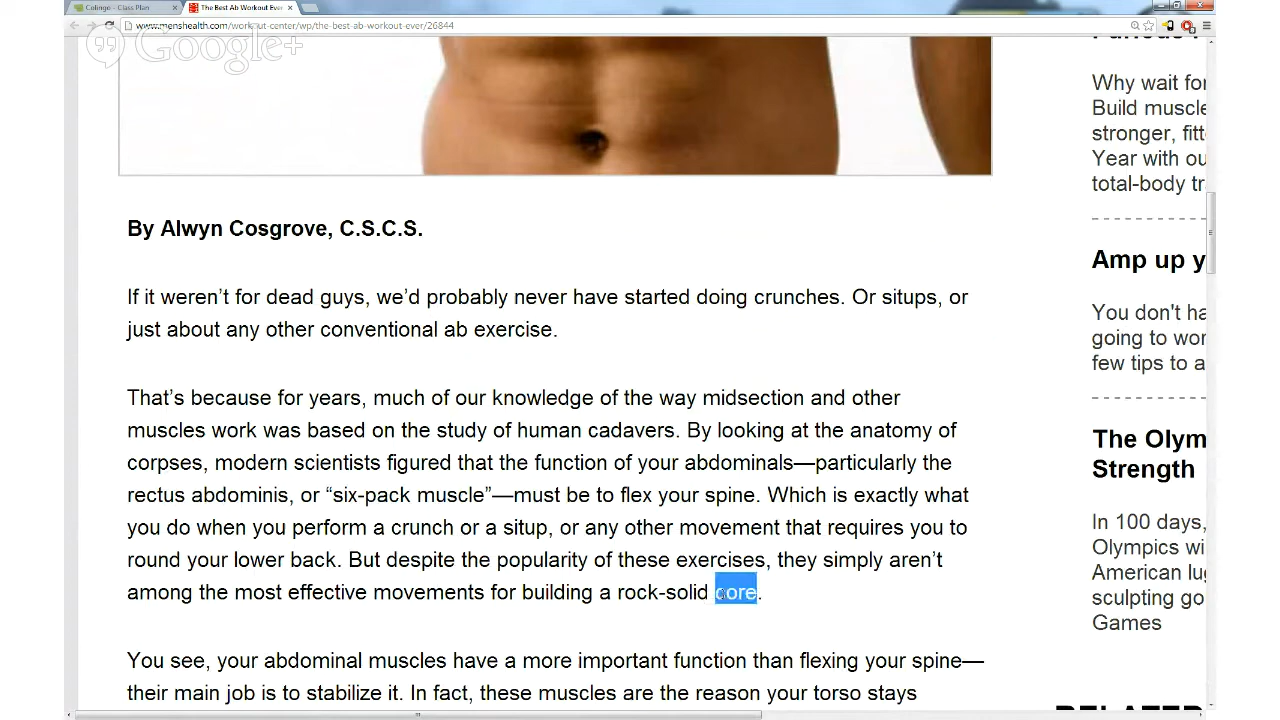 Colingo - Class Plan
The Best Ab Workout Ever
www.menshealth.com/workout-center/wp/the-best-ab-workout-ever/26844
Google+
By Alwyn Cosgrove, C.S.C.S.
If it weren’t for dead guys, we’d probably never have started doing crunches. Or situps, or
just about any other conventional ab exercise.
That’s because for years, much of our knowledge of the way midsection and other
muscles work was based on the study of human cadavers. By looking at the anatomy of
corpses, modern scientists figured that the function of your abdominals—particularly the
rectus abdominis, or “six-pack muscle”—must be to flex your spine. Which is exactly what
you do when you perform a crunch or a situp, or any other movement that requires you to
round your lower back. But despite the popularity of these exercises, they simply aren’t
among the most effective movements for building a rock-solid core.
You see, your abdominal muscles have a more important function than flexing your spine—
their main job is to stabilize it. In fact, these muscles are the reason your torso stays
Why wait for
Build muscle
stronger, fitt
Year with ou
total-body tr
Amp up y
You don't ha
going to wor
few tips to a
The Olym
Strength
In 100 days,
Olympics wi
American lug
sculpting go
Games